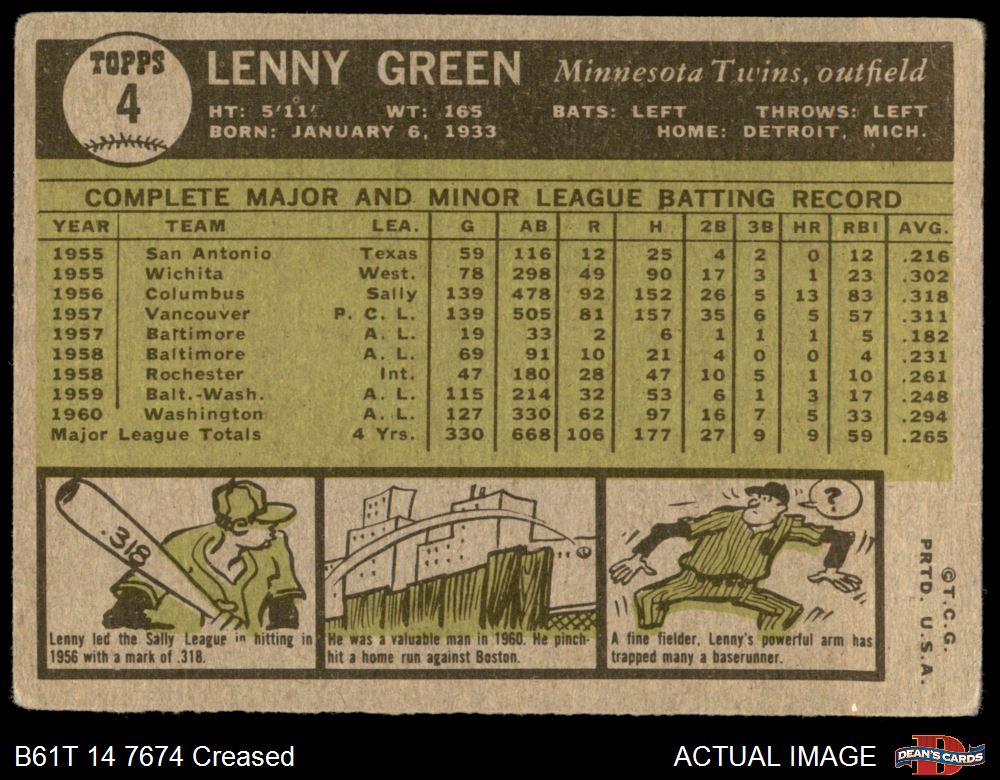 TOPPS
4
LENNY GREEN Minnesota Twins, outfield
HT: 5'11' WT: 165 BATS: LEFT THROWS: LEFT
BORN: JANUARY 6, 1933 HOME: DETROIT, MICH.
COMPLETE MAJOR AND MINOR LEAGUE BATTING RECORD
YEAR TEAM LEA. G AB R H 2B 3B HR RBI AVG.
1955 San Antonio Texas 59 116 12 25 4 2 0 12 .216
1955 Wichita West. 78 298 49 90 17 3 1 23 .302
1956 Columbus Sally 139 478 92 152 26 5 13 83 .318
1957 Vancouver P. C. L. 139 505 81 157 35 6 5 57 .311
1957 Baltimore A. L. 19 33 2 6 1 1 1 5 .182
1958 Baltimore A. L. 69 91 10 21 4 0 0 4 .231
1958 Rochester Int. 47 180 28 47 10 5 1 10 .261
1959 Balt.-Wash. A. L. 115 214 32 53 6 1 3 17 .248
1960 Washington A. L. 127 330 62 97 16 7 5 33 .294
Major League Totals 4 Yrs. 330 668 106 177 27 9 9 59 .265
.318
Lenny led the Sally League in hitting in
1956 with a mark of .318.
He was a valuable man in 1960. He pinch-
hit a home run against Boston.
?
A fine fielder, Lenny's powerful arm has
trapped many a baserunner.
© T.C.G.
PRTD. U.S.A.
B61T 14 7674 Creased
ACTUAL IMAGE
DEAN'S CARDS